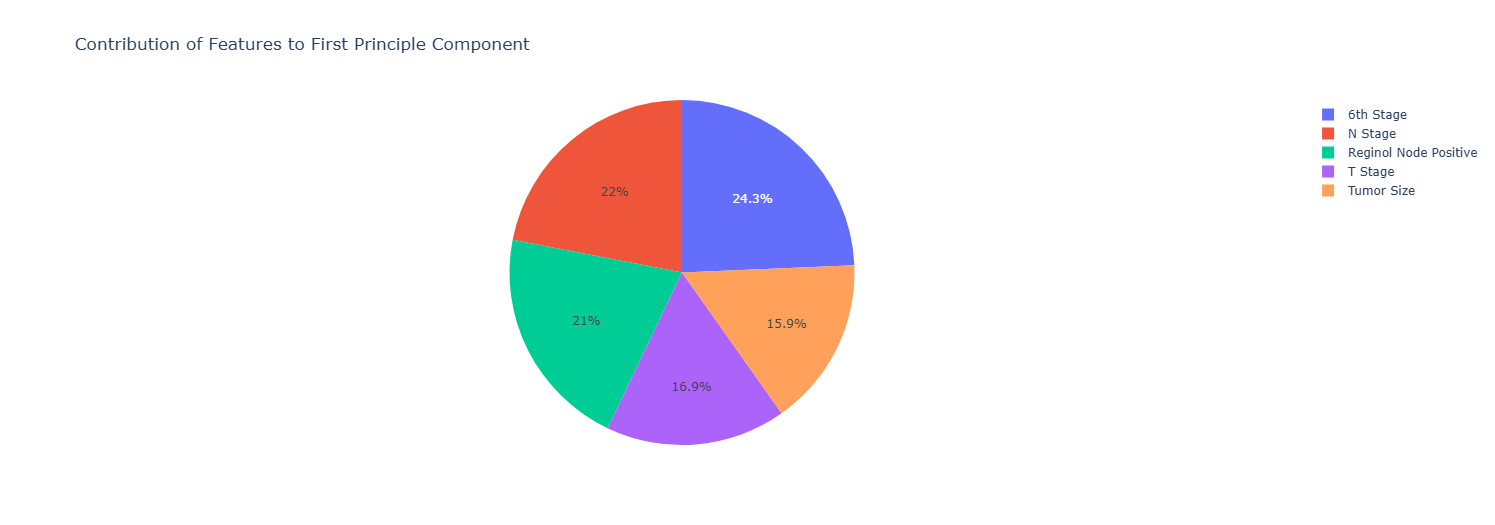 Contribution of Features to First Principle Component
6th Stage
N Stage
Reginol Node Positive
T Stage
Tumor Size
22%
24.3%
21%
15.9%
16.9%